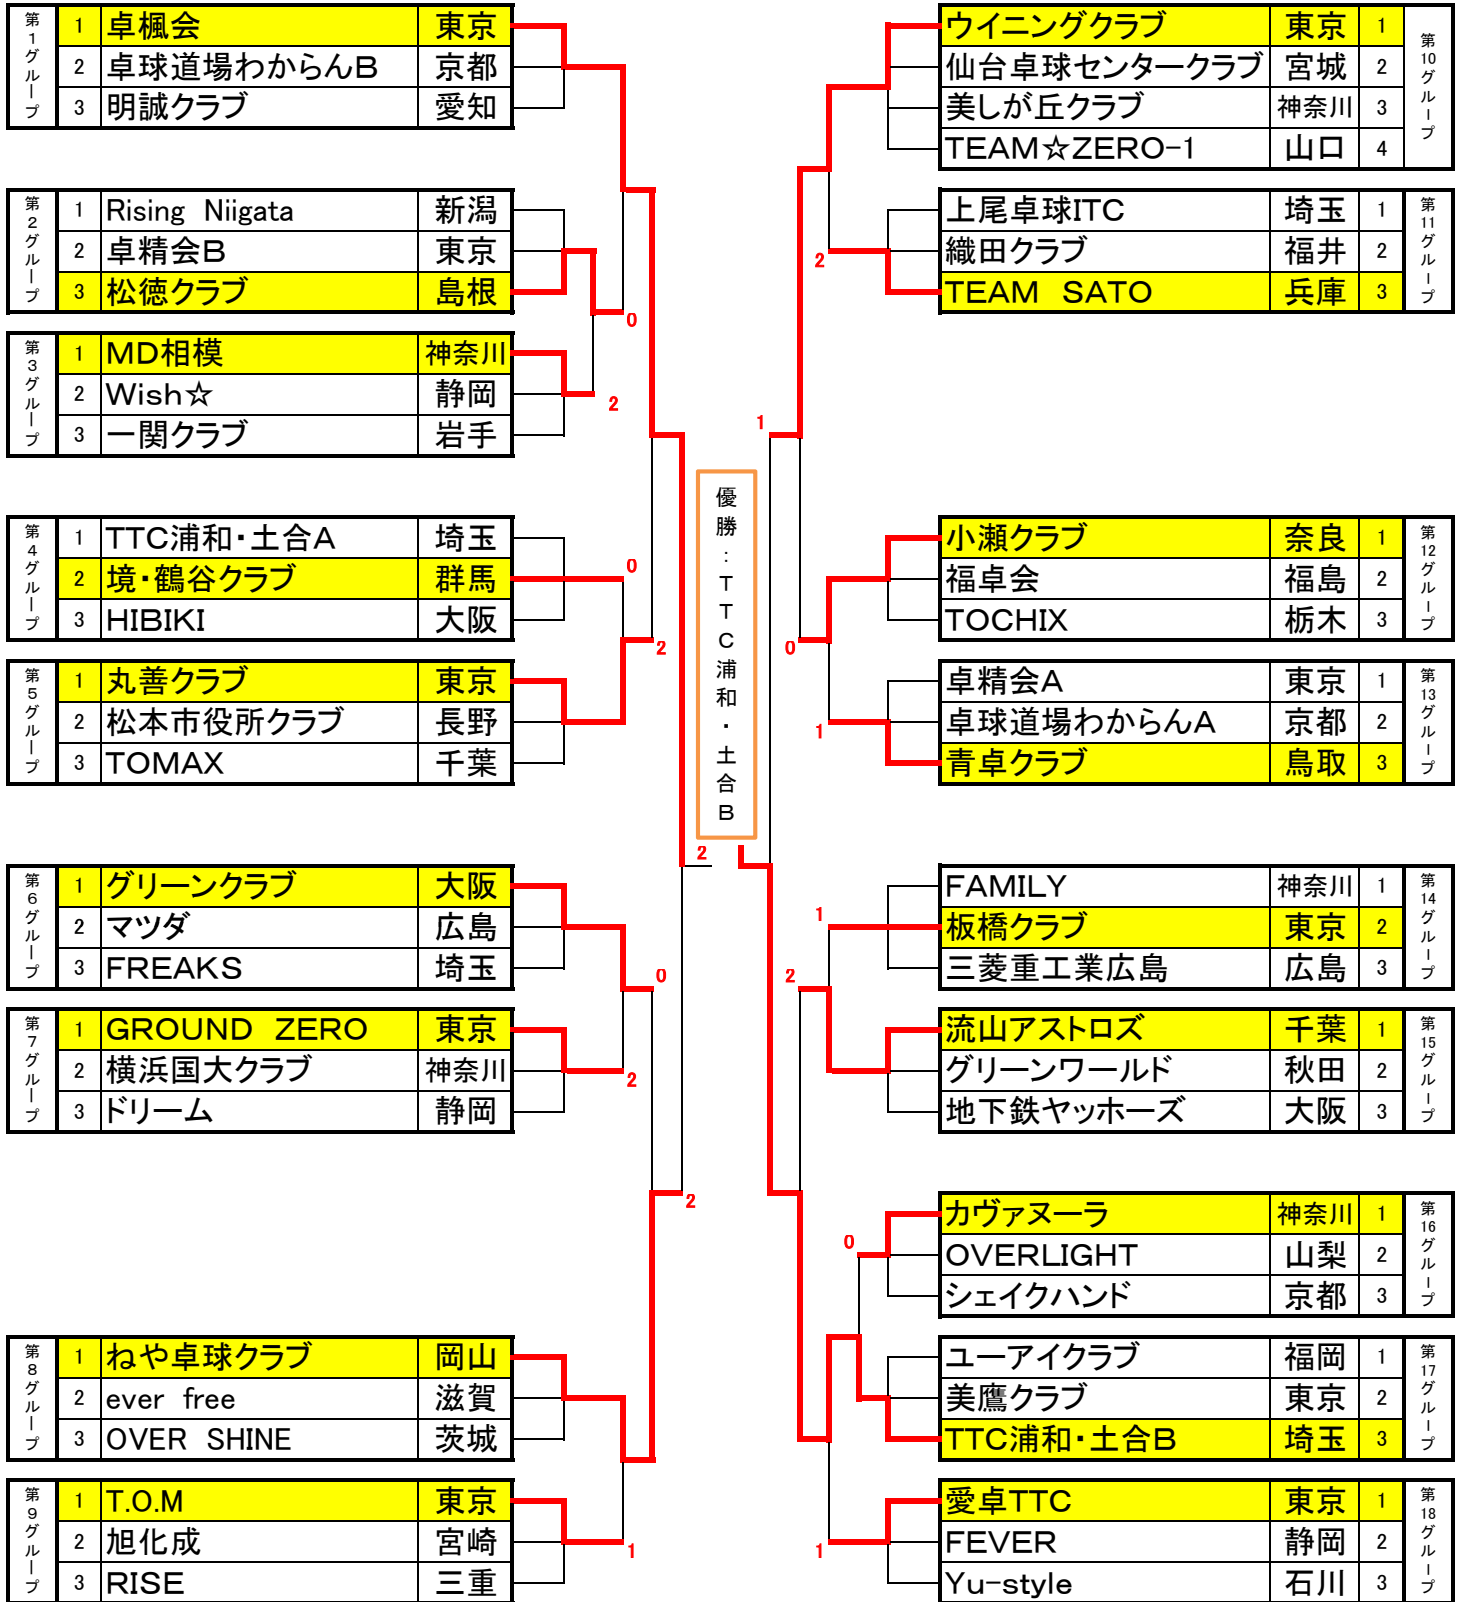 第1グループ
1 卓楓会 東京
2 卓球道場わからんB 京都
3 明誠クラブ 愛知
第2グループ
1 Rising Niigata 新潟
2 卓精会B 東京
3 松徳クラブ 島根
0
第3グループ
1 MD相模 神奈川
2 Wish☆ 静岡
3 一関クラブ 岩手
2
第4グループ
1 TTC浦和・土合A 埼玉
2 境・鶴谷クラブ 群馬
3 HIBIKI 大阪
0
2
第5グループ
1 丸善クラブ 東京
2 松本市役所クラブ 長野
3 TOMAX 千葉
第6グループ
1 グリーンクラブ 大阪
2 マツダ 広島
3 FREAKS 埼玉
0
第7グループ
1 GROUND ZERO 東京
2 横浜国大クラブ 神奈川
3 ドリーム 静岡
2
2
第8グループ
1 ねや卓球クラブ 岡山
2 ever free 滋賀
3 OVER SHINE 茨城
第9グループ
1 T.O.M 東京
2 旭化成 宮崎
3 RISE 三重
1
優勝:TTC浦和・土合B
2
ウイニングクラブ 東京 1
仙台卓球センタークラブ 宮城 2
美しが丘クラブ 神奈川 3
TEAM☆ZERO-1 山口 4
第10グループ
上尾卓球ITC 埼玉 1
織田クラブ 福井 2
TEAM SATO 兵庫 3
第11グループ
2
1
小瀬クラブ 奈良 1
福卓会 福島 2
TOCHIX 栃木 3
第12グループ
0
卓精会A 東京 1
卓球道場わからんA 京都 2
青卓クラブ 鳥取 3
第13グループ
1
FAMILY 神奈川 1
板橋クラブ 東京 2
三菱重工業広島 広島 3
第14グループ
1
2
流山アストロズ 千葉 1
グリーンワールド 秋田 2
地下鉄ヤッホーズ 大阪 3
第15グループ
カヴァヌーラ 神奈川 1
OVERLIGHT 山梨 2
シェイクハンド 京都 3
第16グループ
0
ユーアイクラブ 福岡 1
美鷹クラブ 東京 2
TTC浦和・土合B 埼玉 3
第17グループ
愛卓TTC 東京 1
FEVER 静岡 2
Yu-style 石川 3
第18グループ
1